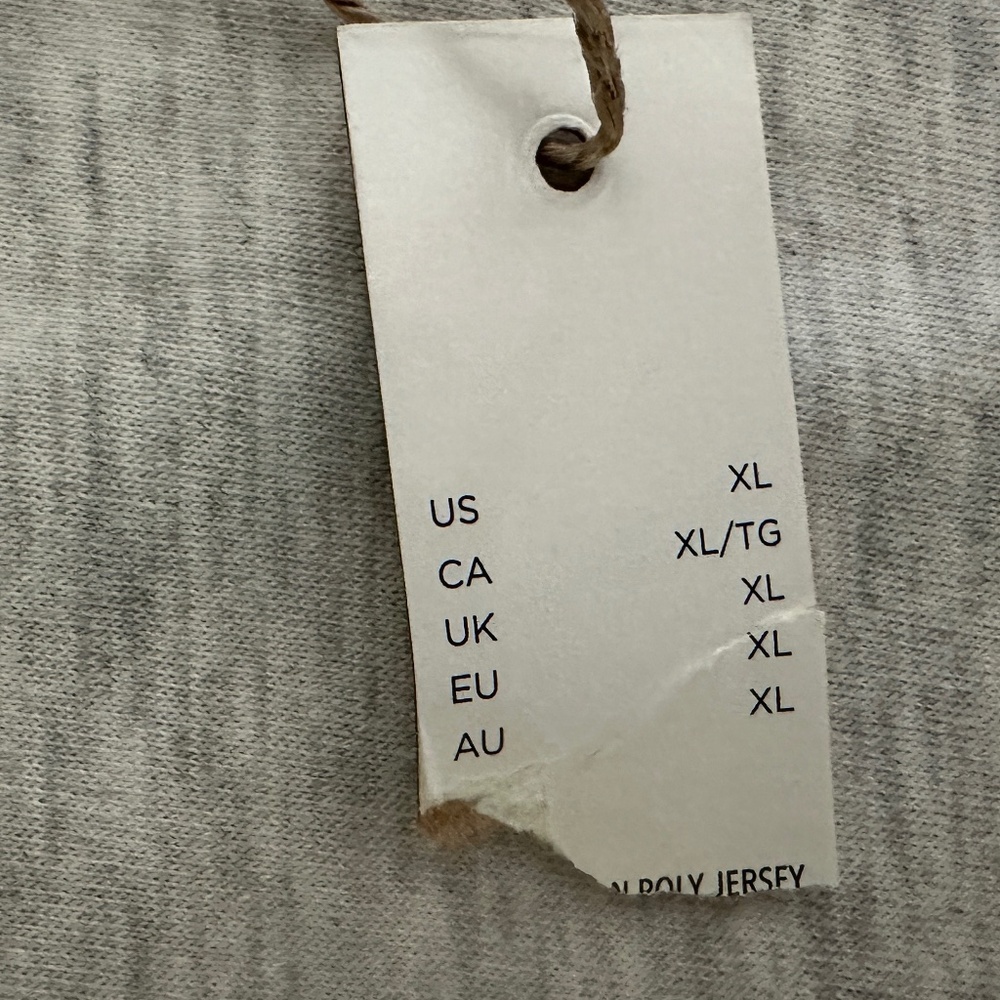 US XL
CA XL/TG
UK XL
EU XL
AU XL
POLY JERSEY